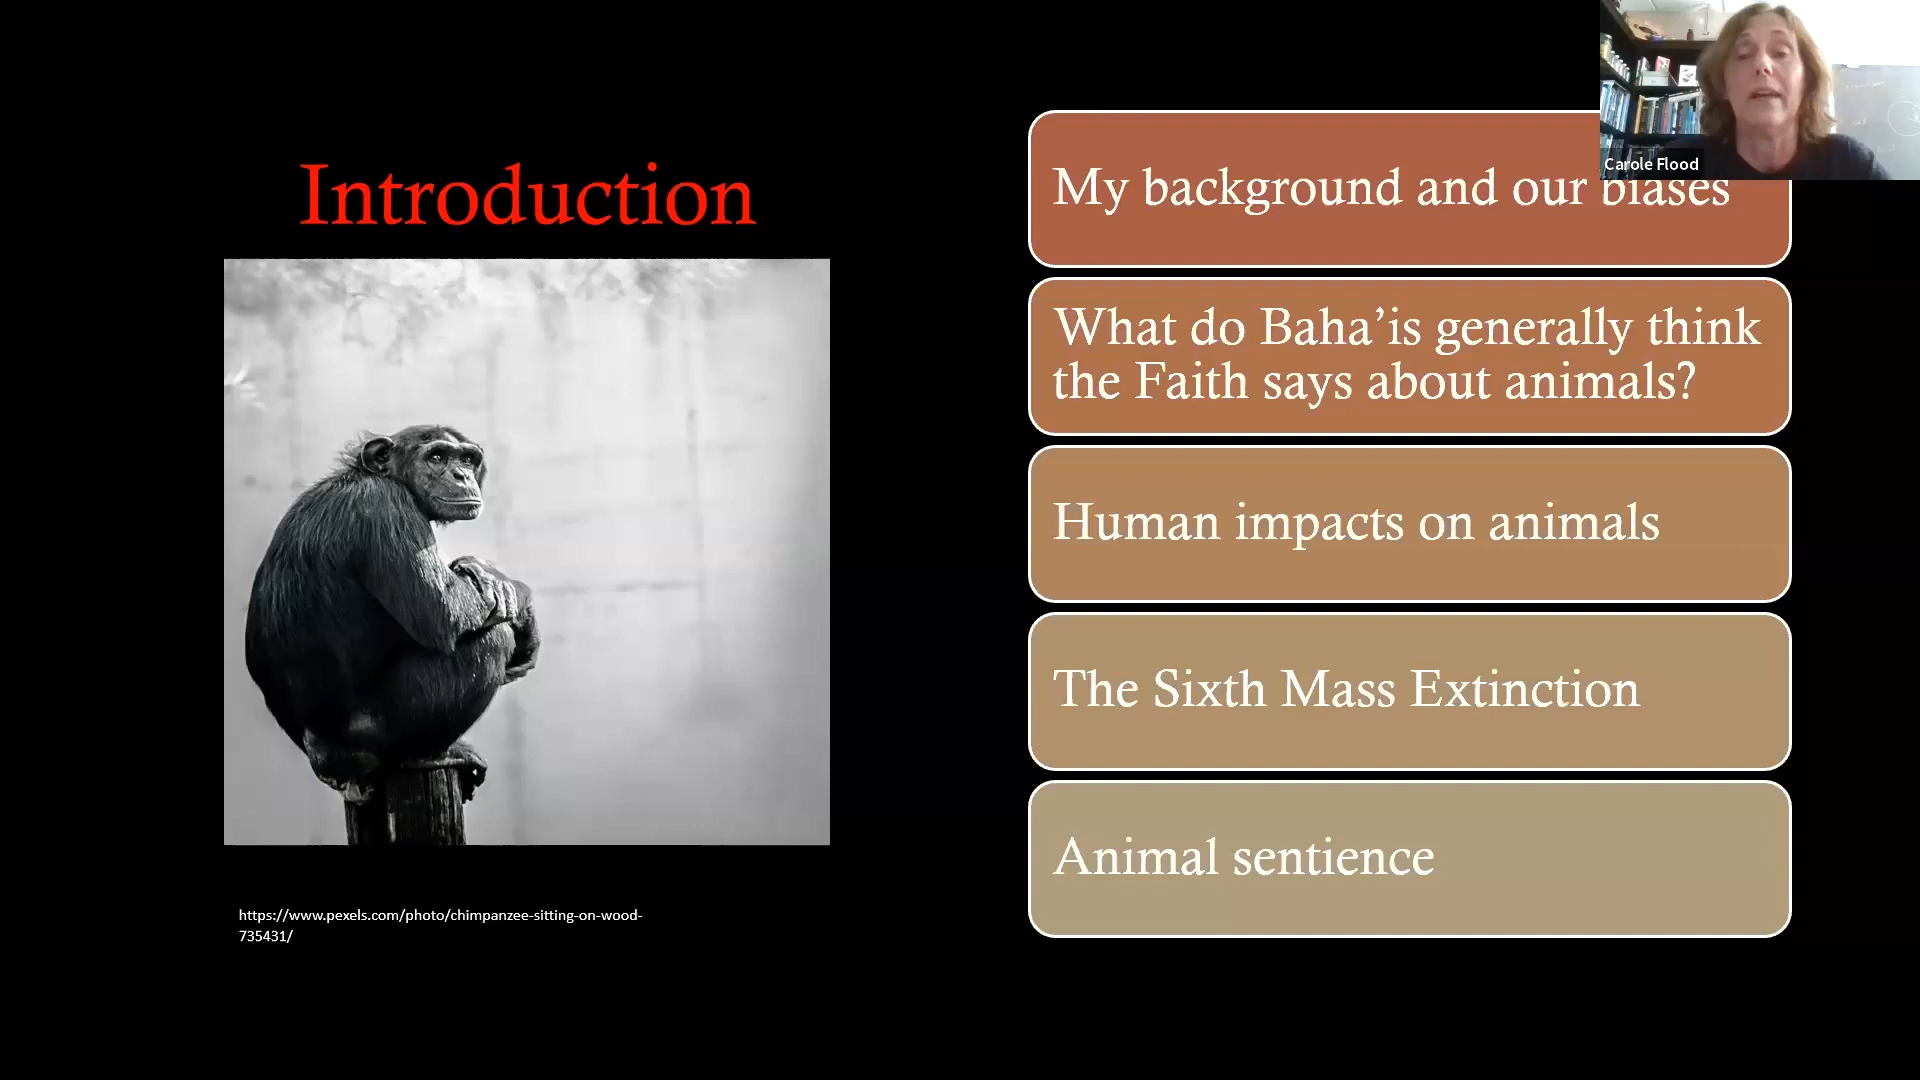 Introduction
https://www.pexels.com/photo/chimpanzee-sitting-on-wood-
735431/
My background and our biases
What do Baha’is generally think
the Faith says about animals?
Human impacts on animals
The Sixth Mass Extinction
Animal sentience
Carole Flood